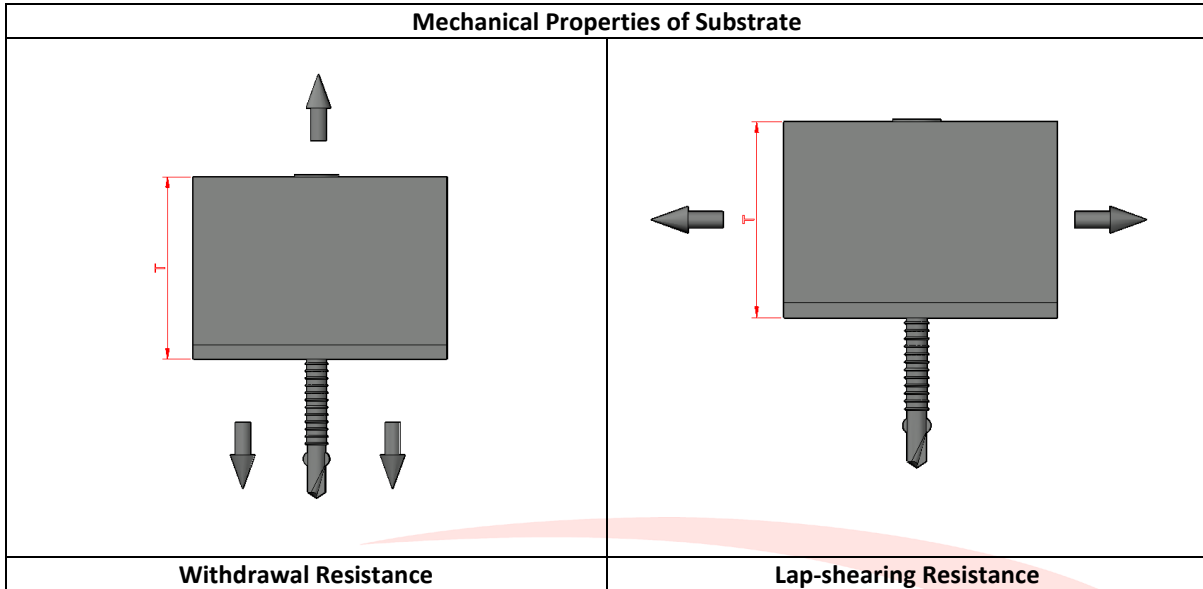 Mechanical Properties of Substrate
T
T
Withdrawal Resistance
Lap-shearing Resistance